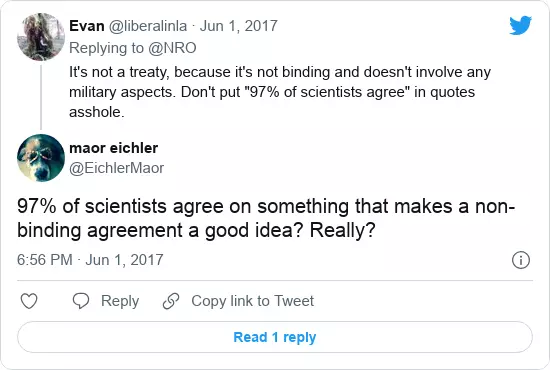 Evan @liberalinla · Jun 1, 2017
Replying to @NRO
It's not a treaty, because it's not binding and doesn't involve any
military aspects. Don't put "97% of scientists agree" in quotes
asshole.
maor eichler
@EichlerMaor
97% of scientists agree on something that makes a non-
binding agreement a good idea? Really?
6:56 PM · Jun 1, 2017
Reply
Copy link to Tweet
Read 1 reply